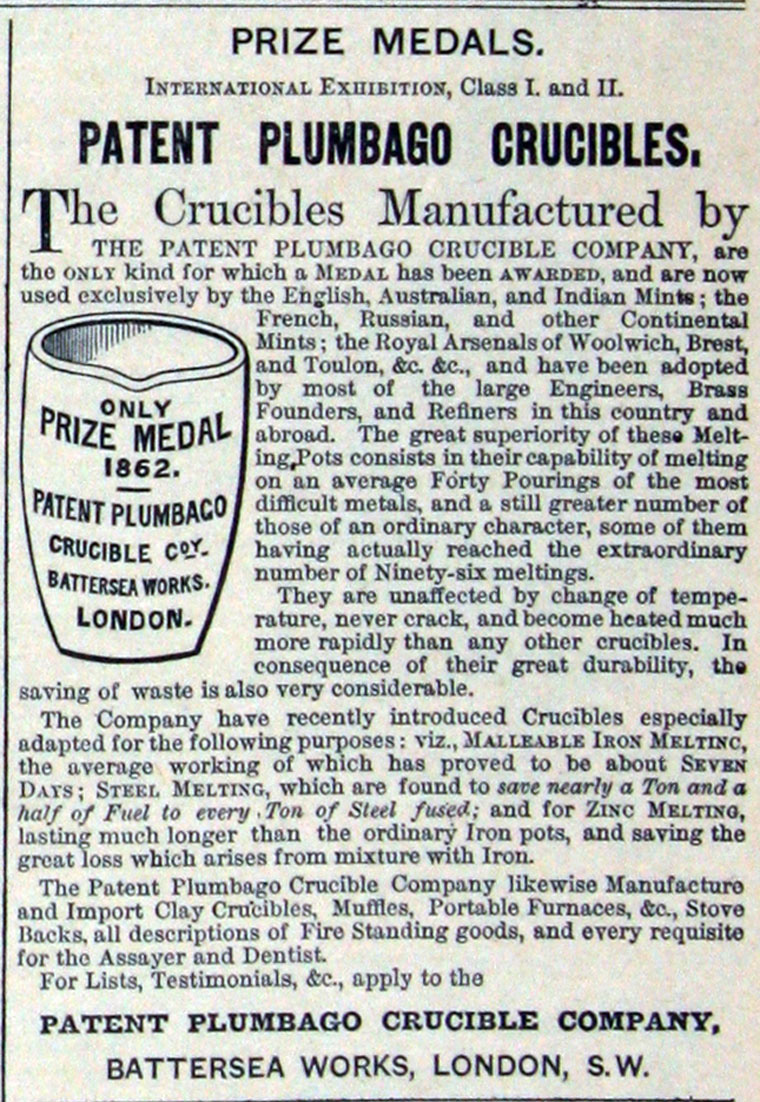 PRIZE MEDALS.
INTERNATIONAL EXHIBITION, Class I. and II.
PATENT PLUMBAGO CRUCIBLES.
The Crucibles Manufactured by
THE PATENT PLUMBAGO CRUCIBLE COMPANY, are
the ONLY kind for which a MEDAL has been AWARDED, and are now
used exclusively by the English, Australian, and Indian Mints; the
French, Russian, and other Continental
Mints; the Royal Arsenals of Woolwich, Brest,
and Toulon, &c. &c., and have been adopted
by most of the large Engineers, Brass
Founders, and Refiners in this country and
abroad. The great superiority of these Melt-
ing Pots consists in their capability of melting
on an average Forty Pourings of the most
difficult metals, and a still greater number of
those of an ordinary character, some of them
having actually reached the extraordinary
number of Ninety-six meltings.
They are unaffected by change of tempe-
rature, never crack, and become heated much
more rapidly than any other crucibles. In
consequence of their great durability, the
saving of waste is also very considerable.
ONLY
PRIZE MEDAL
1862.
PATENT PLUMBAGO
CRUCIBLE COY.
BATTERSEA WORKS.
LONDON.
The Company have recently introduced Crucibles especially
adapted for the following purposes: viz., MALLEABLE IRON MELTING,
the average working of which has proved to be about SEVEN
DAYS; STEEL MELTING, which are found to save nearly a Ton and a
half of Fuel to every Ton of Steel fused; and for ZINC MELTING,
lasting much longer than the ordinary Iron pots, and saving the
great loss which arises from mixture with Iron.
The Patent Plumbago Crucible Company likewise Manufacture
and Import Clay Crucibles, Muffles, Portable Furnaces, &c., Stove
Backs, all descriptions of Fire Standing goods, and every requisite
for the Assayer and Dentist.
For Lists, Testimonials, &c., apply to the
PATENT PLUMBAGO CRUCIBLE COMPANY,
BATTERSEA WORKS, LONDON, S.W.